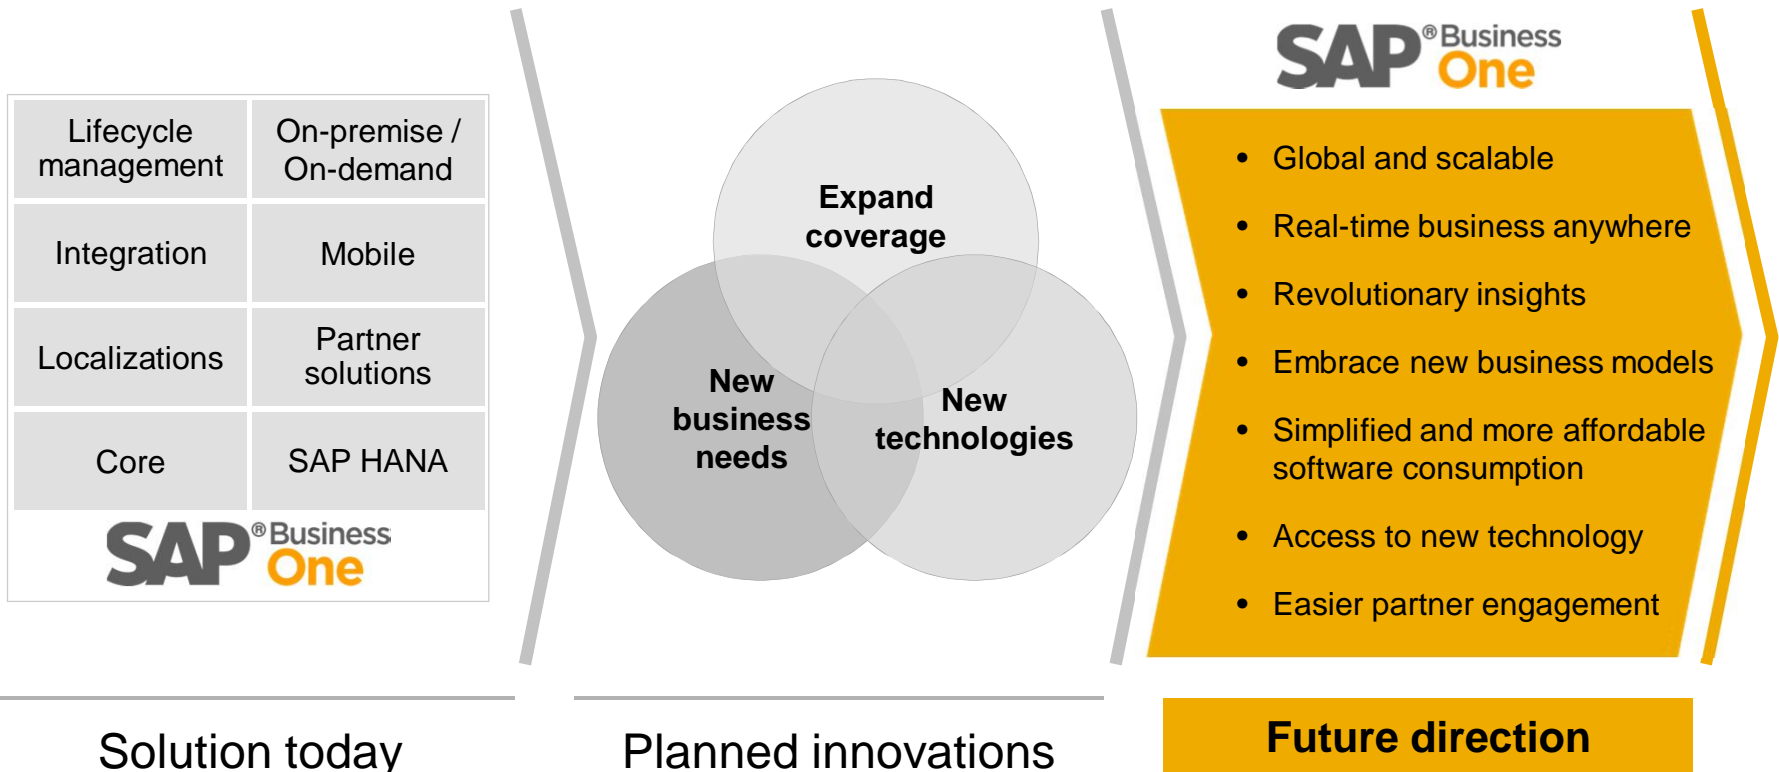 Lifecycle
management
On-premise /
On-demand
Integration
Mobile
Localizations
Partner
solutions
Core
SAP HANA
SAP® Business
One
Solution today
Expand
coverage
New
business
needs
New
technologies
Planned innovations
SAP® Business
One
• Global and scalable
• Real-time business anywhere
• Revolutionary insights
• Embrace new business models
• Simplified and more affordable
software consumption
• Access to new technology
• Easier partner engagement
Future direction